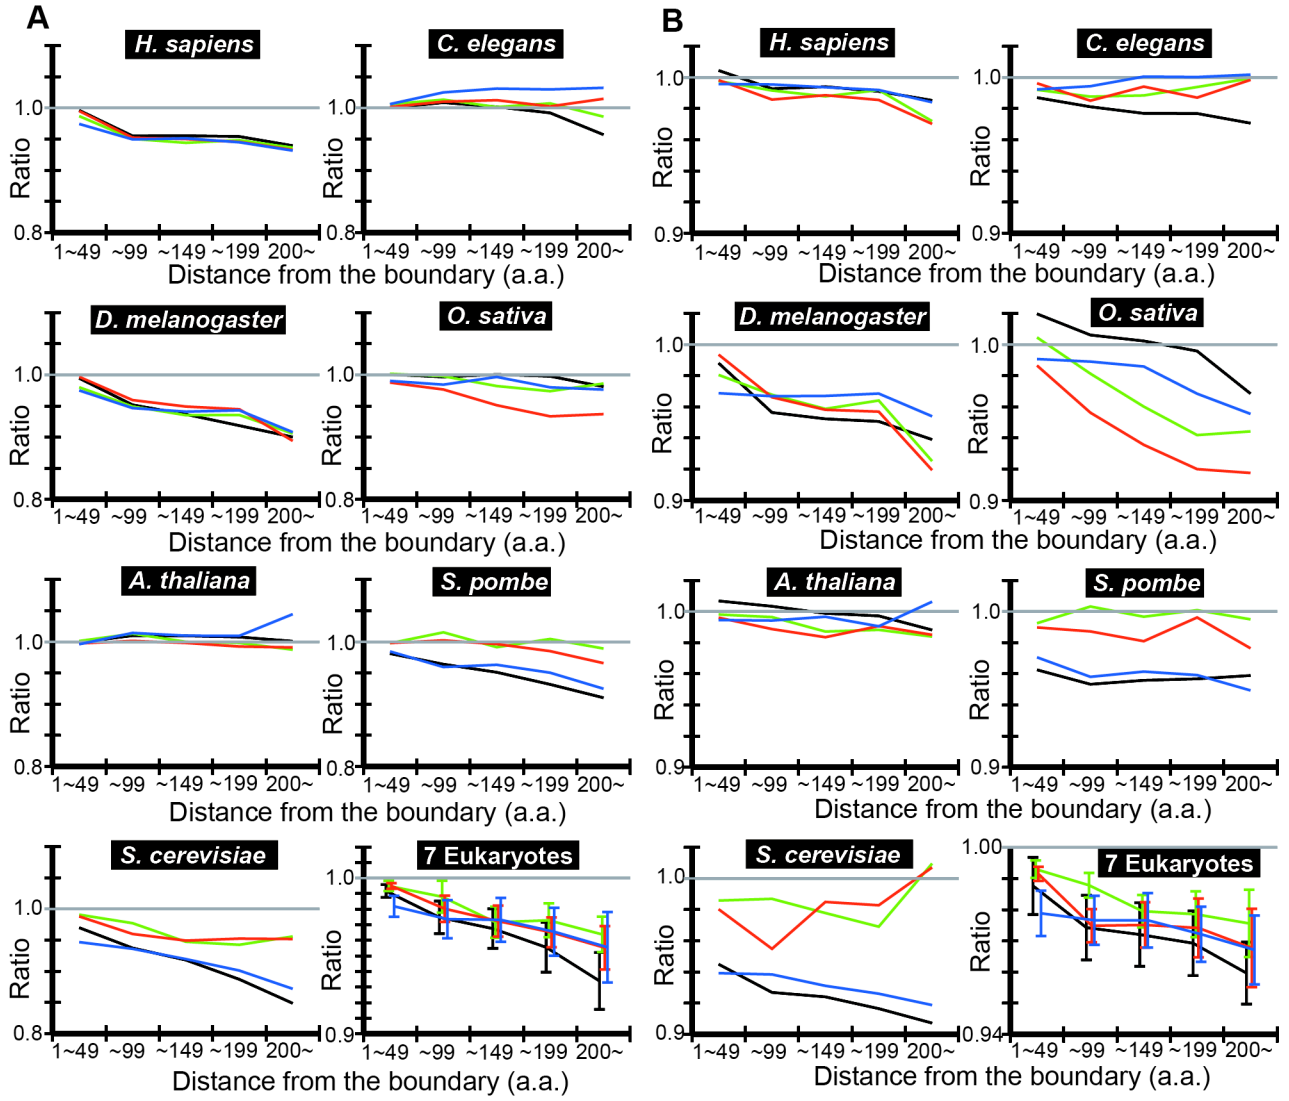 A
B
H. sapiens
C. elegans
H. sapiens
C. elegans
1.0
1.0
1.0
1.0
Ratio
Ratio
Ratio
Ratio
0.8
0.8
0.9
0.9
1~49 ~99 ~149 ~199 200~
1~49 ~99 ~149 ~199 200~
1~49 ~99 ~149 ~199 200~
1~49 ~99 ~149 ~199 200~
Distance from the boundary (a.a.)
Distance from the boundary (a.a.)
D. melanogaster
O. sativa
D. melanogaster
O. sativa
1.0
1.0
1.0
1.0
Ratio
Ratio
Ratio
Ratio
0.8
0.8
0.9
0.9
1~49 ~99 ~149 ~199 200~
1~49 ~99 ~149 ~199 200~
1~49 ~99 ~149 ~199 200~
1~49 ~99 ~149 ~199 200~
Distance from the boundary (a.a.)
Distance from the boundary (a.a.)
A. thaliana
S. pombe
A. thaliana
S. pombe
1.0
1.0
1.0
1.0
Ratio
Ratio
Ratio
Ratio
0.8
0.8
0.9
0.9
1~49 ~99 ~149 ~199 200~
1~49 ~99 ~149 ~199 200~
1~49 ~99 ~149 ~199 200~
1~49 ~99 ~149 ~199 200~
Distance from the boundary (a.a.)
Distance from the boundary (a.a.)
S. cerevisiae
7 Eukaryotes
S. cerevisiae
7 Eukaryotes
1.0
1.0
1.0
1.00
Ratio
Ratio
Ratio
Ratio
0.8
0.9
0.9
0.94
1~49 ~99 ~149 ~199 200~
1~49 ~99 ~149 ~199 200~
1~49 ~99 ~149 ~199 200~
1~49 ~99 ~149 ~199 200~
Distance from the boundary (a.a.)
Distance from the boundary (a.a.)